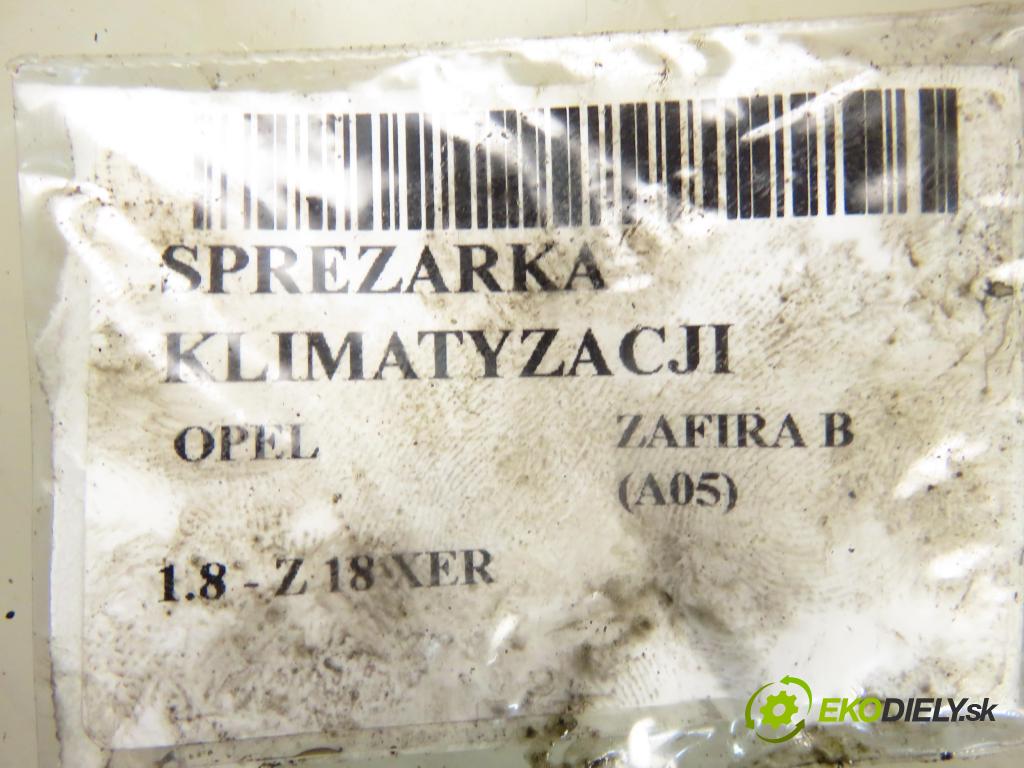 SPREZARKA
KLIMATYZACJI
OPEL ZAFIRA B
(A05)
1.8 - Z 18 XER
EKODIELY.sk